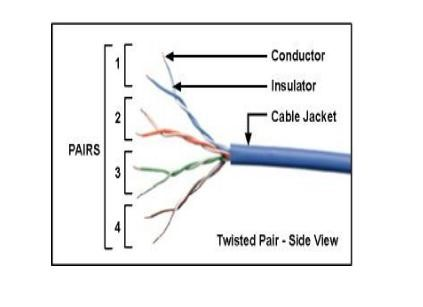 Conductor
1
Insulator
2
Cable Jacket
PAIRS
3
4
Twisted Pair - Side View